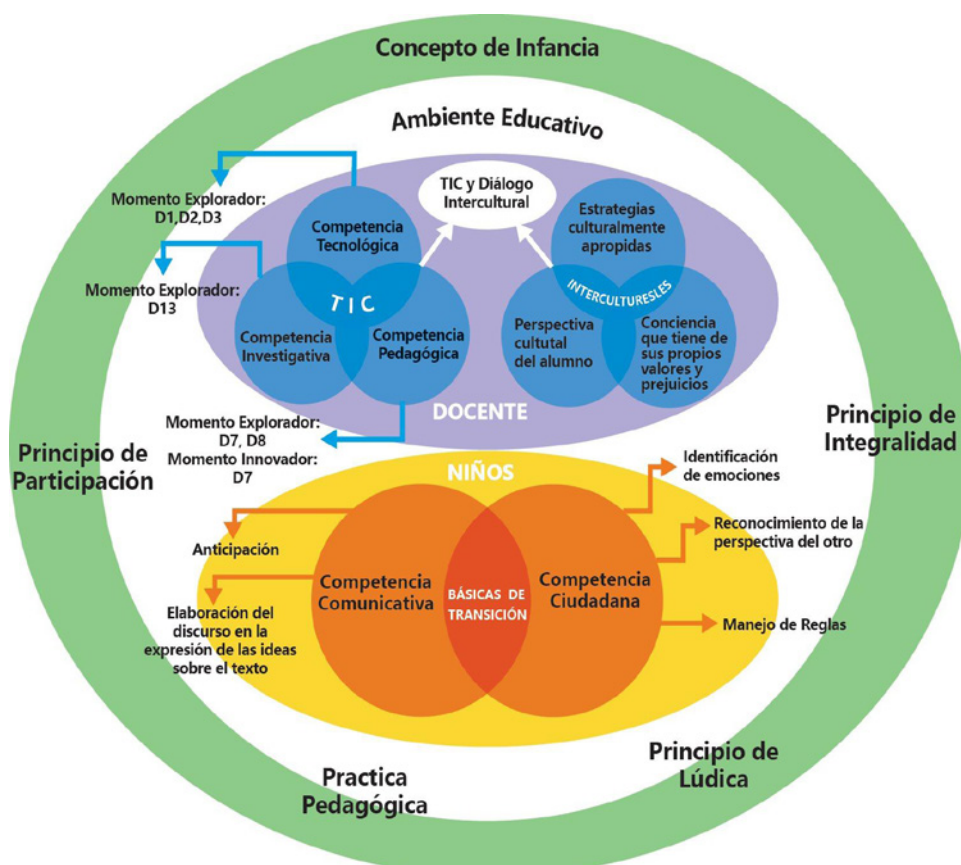 Concepto de Infancia
Ambiente Educativo
Momento Explorador:
D1,D2,D3
Momento Explorador:
D13
Competencia
Tecnológica
TIC
Competencia
Investigativa
Competencia
Pedagógica
TIC y Diálogo
Intercultural
Estrategias
culturalmente
apropidas
INTERCULTURESLES
Perspectiva
cultutal
del alumno
Conciencia
que tiene de
sus propios
valores y
prejuicios
DOCENTE
Momento Explorador:
D7, D8
Momento Innovador:
D7
Principio de
Participación
Principio de
Integralidad
NIÑOS
Identificación
de emociones
Anticipación
Reconocimiento de la
perspectiva del otro
Competencia
Comunicativa
BÁSICAS DE
TRANSICIÓN
Competencia
Ciudadana
Elaboración del
discurso en la
expresión de las ideas
sobre el texto
Manejo de Reglas
Practica
Pedagógica
Principio de
Lúdica